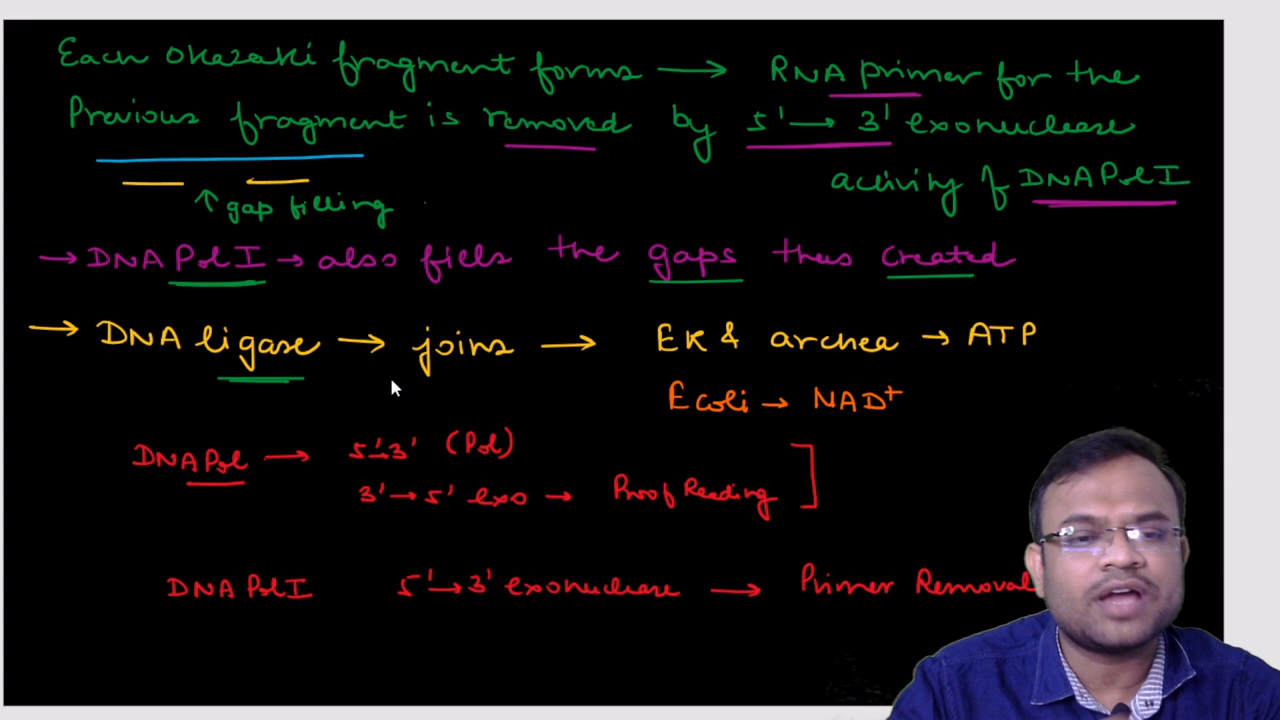 Each Okazaki fragment forms → RNA primer for the
Previous fragment is removed by 5' → 3' exonuclease
activity of DNA Pol I
↑ gap filling
→ DNA Pol I → also fills the gaps thus created
→ DNA ligase → joins → EK & archea → ATP
Ecoli → NAD+
DNA Pol → 5'→3' (Pol)
3'→5' exo → Proof Reading ]
DNA Pol I 5'→3' exonuclease → Primer Removal